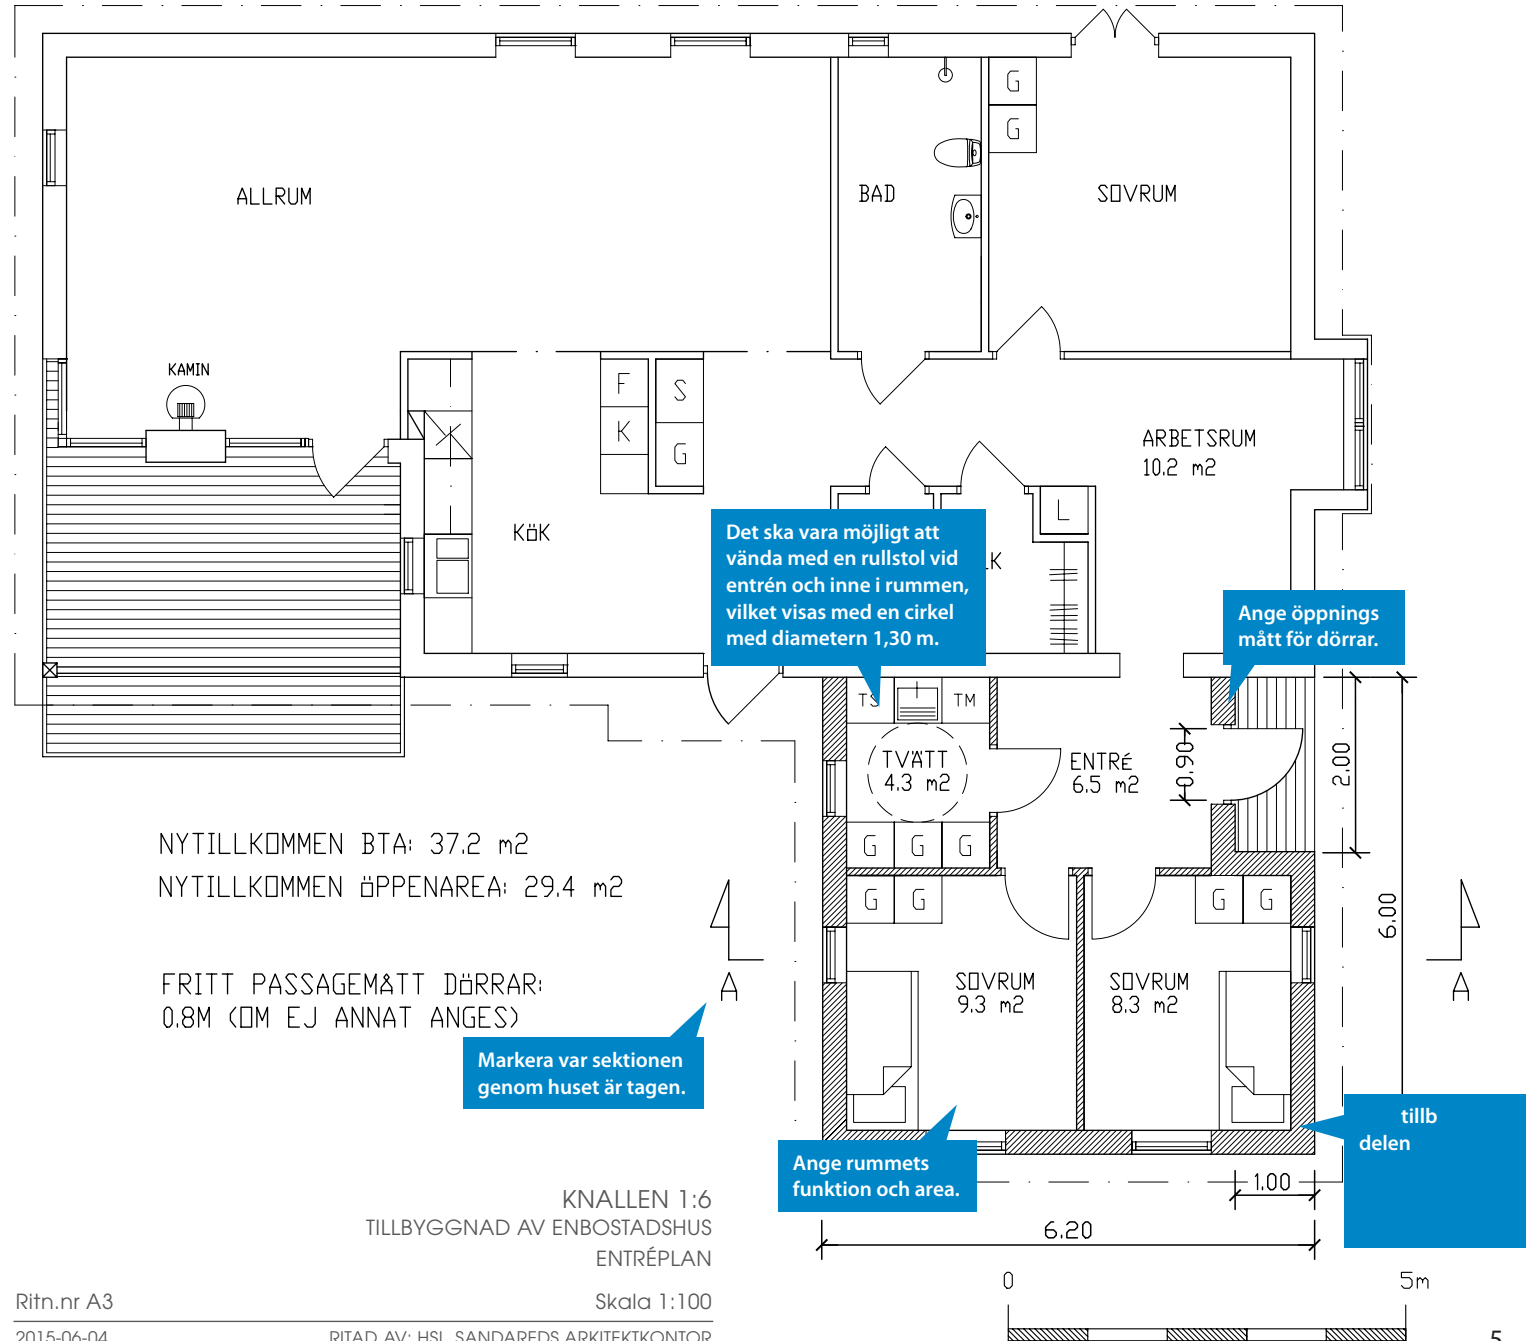 G
G
ALLRUM
BAD
SOVRUM
KAMIN
F
S
K
G
ARBETSRUM
10.2 m2
KÖK
L
LK
Det ska vara möjligt att
vända med en rullstol vid
entrén och inne i rummen,
vilket visas med en cirkel
med diametern 1,30 m.
Ange öppnings
mått för dörrar.
TS
TM
TVÄTT
4.3 m2
ENTRÉ
6.5 m2
0.90
2.00
G G G
NYTILLKOMMEN BTA: 37.2 m2
NYTILLKOMMEN ÖPPENAREA: 29.4 m2
G G
G G
6.00
FRITT PASSAGEMÅTT DÖRRAR:
0.8M (OM EJ ANNAT ANGES)
A
SOVRUM
9.3 m2
SOVRUM
8.3 m2
A
Markera var sektionen
genom huset är tagen.
tillb
delen
Ange rummets
funktion och area.
1.00
6.20
KNALLEN 1:6
TILLBYGGNAD AV ENBOSTADSHUS
ENTRÉPLAN
0 5m
Ritn.nr A3 Skala 1:100
2015-06-04 RITAD AV: HSL, SANDAREDS ARKITEKTKONTOR
5